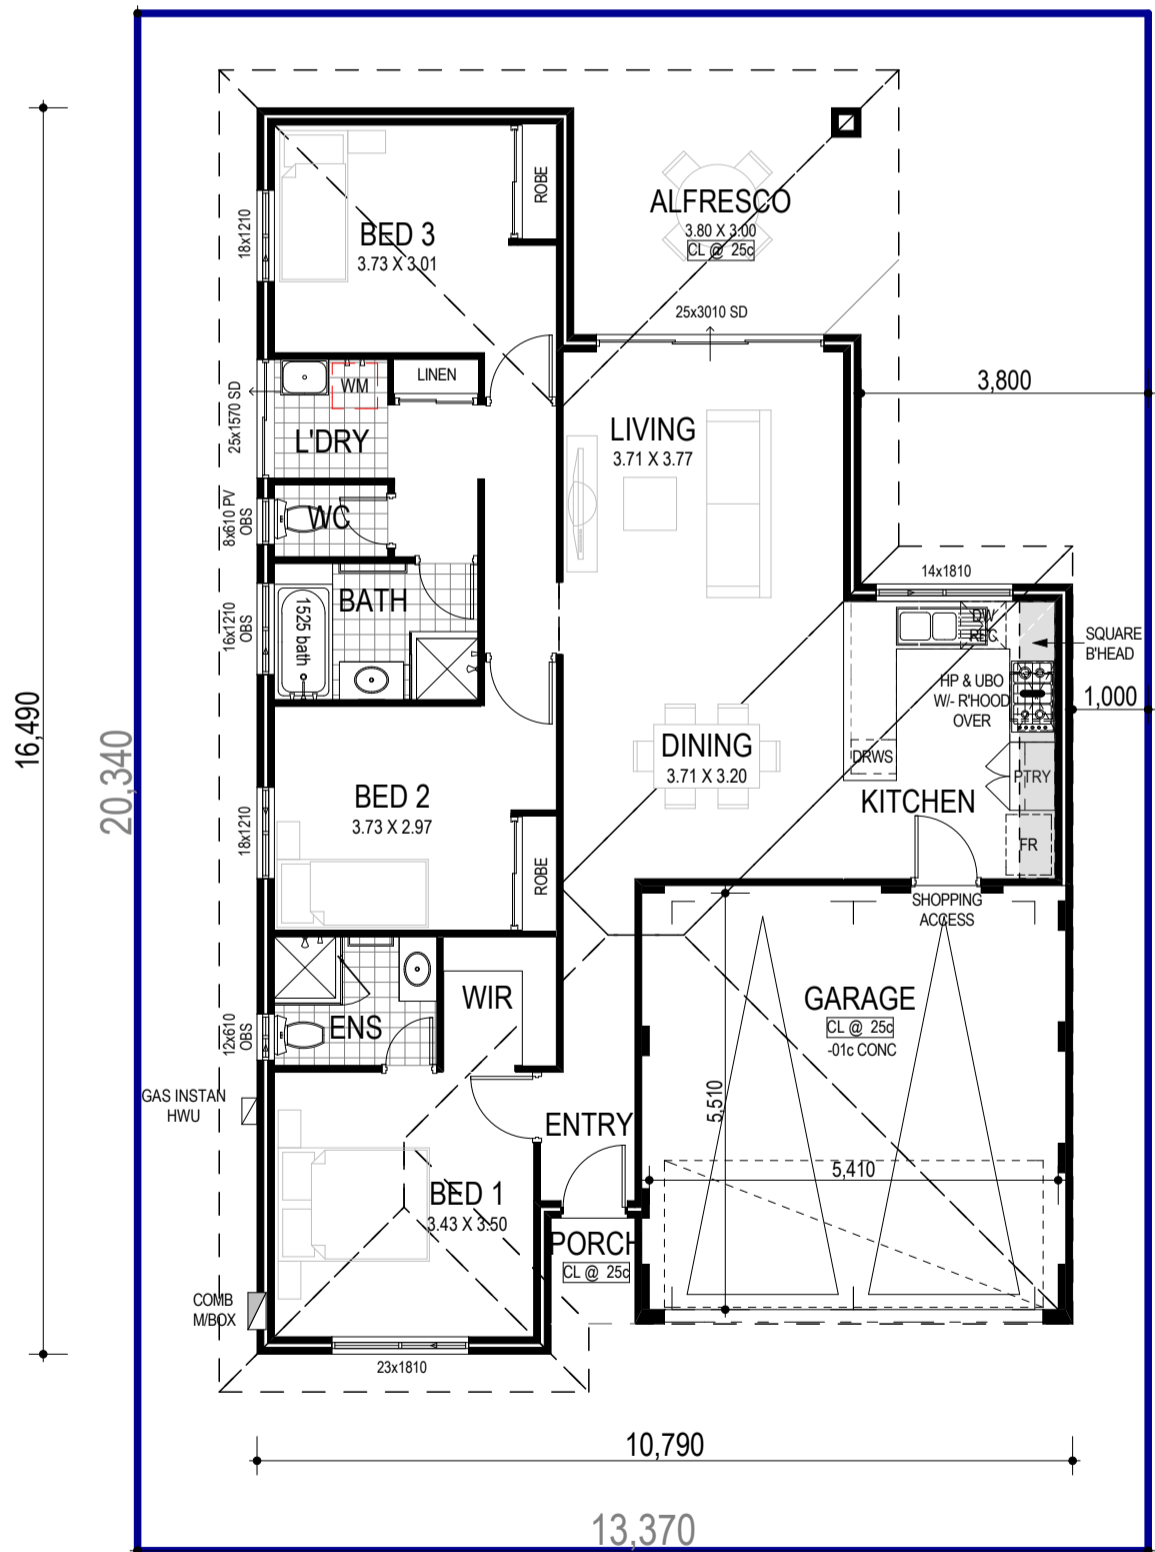 ROBE
BED 3
3.73 X 3.01
18x1210
ALFRESCO
3.80 X 3.00
CL @ 25c
25x3010 SD
3,800
LINEN
WM
25x1570 SD
L'DRY
LIVING
3.71 X 3.77
8x610 PV
OBS
WC
14x1810
BATH
1525 bath
16x1210
OBS
DW
REC
SQUARE
B'HEAD
HP & UBO
W/- R'HOOD
OVER
1,000
16,490
20,340
DINING
3.71 X 3.20
DRWS
PTRY
KITCHEN
BED 2
3.73 X 2.97
18x1210
FR
ROBE
SHOPPING
ACCESS
WIR
GARAGE
CL @ 25c
-01c CONC
ENS
12x610
OBS
GAS INSTAN
HWU
5,510
ENTRY
5,410
BED 1
3.43 X 3.50
PORCH
CL @ 25c
COMB
M/BOX
23x1810
10,790
13,370